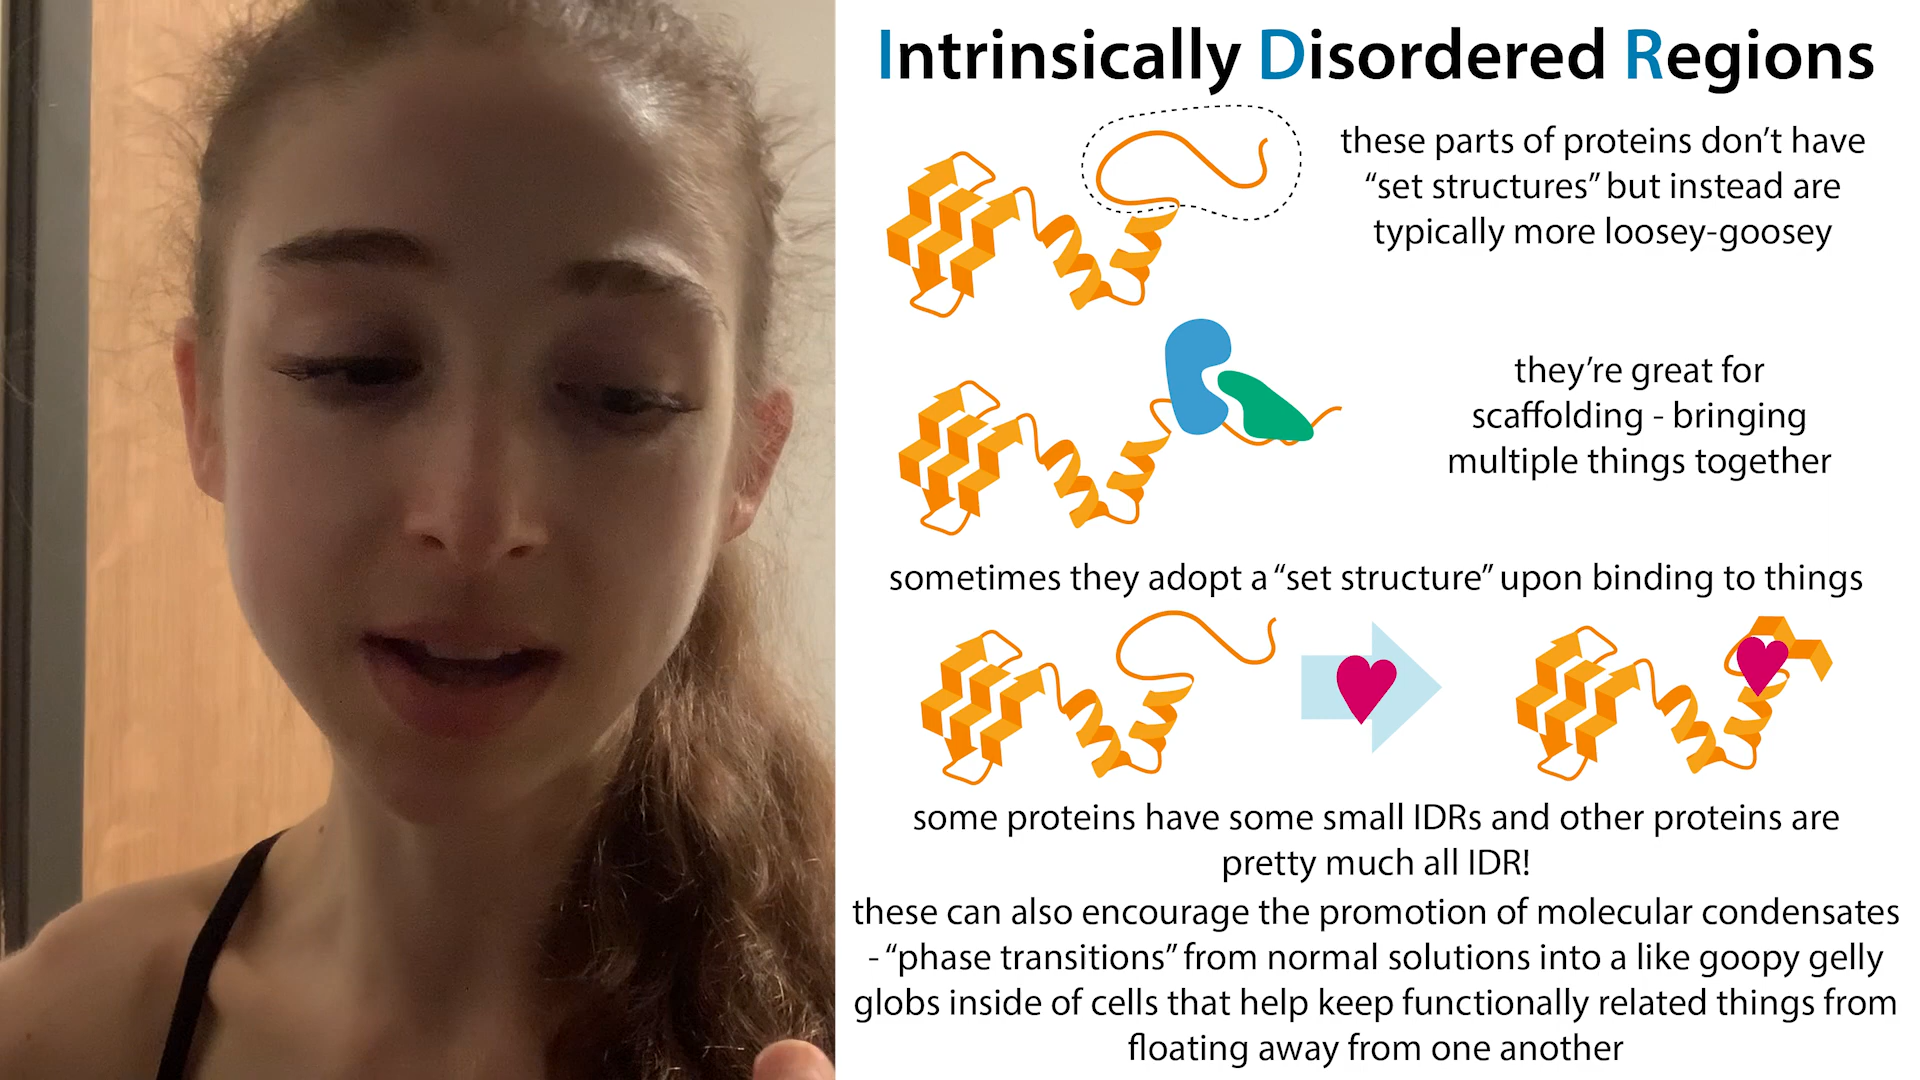 Intrinsically Disordered Regions
these parts of proteins don’t have
“set structures” but instead are
typically more loosey-goosey
they’re great for
scaffolding - bringing
multiple things together
sometimes they adopt a “set structure” upon binding to things
some proteins have some small IDRs and other proteins are
pretty much all IDR!
these can also encourage the promotion of molecular condensates
- “phase transitions” from normal solutions into a like goopy gelly
globs inside of cells that help keep functionally related things from
floating away from one another